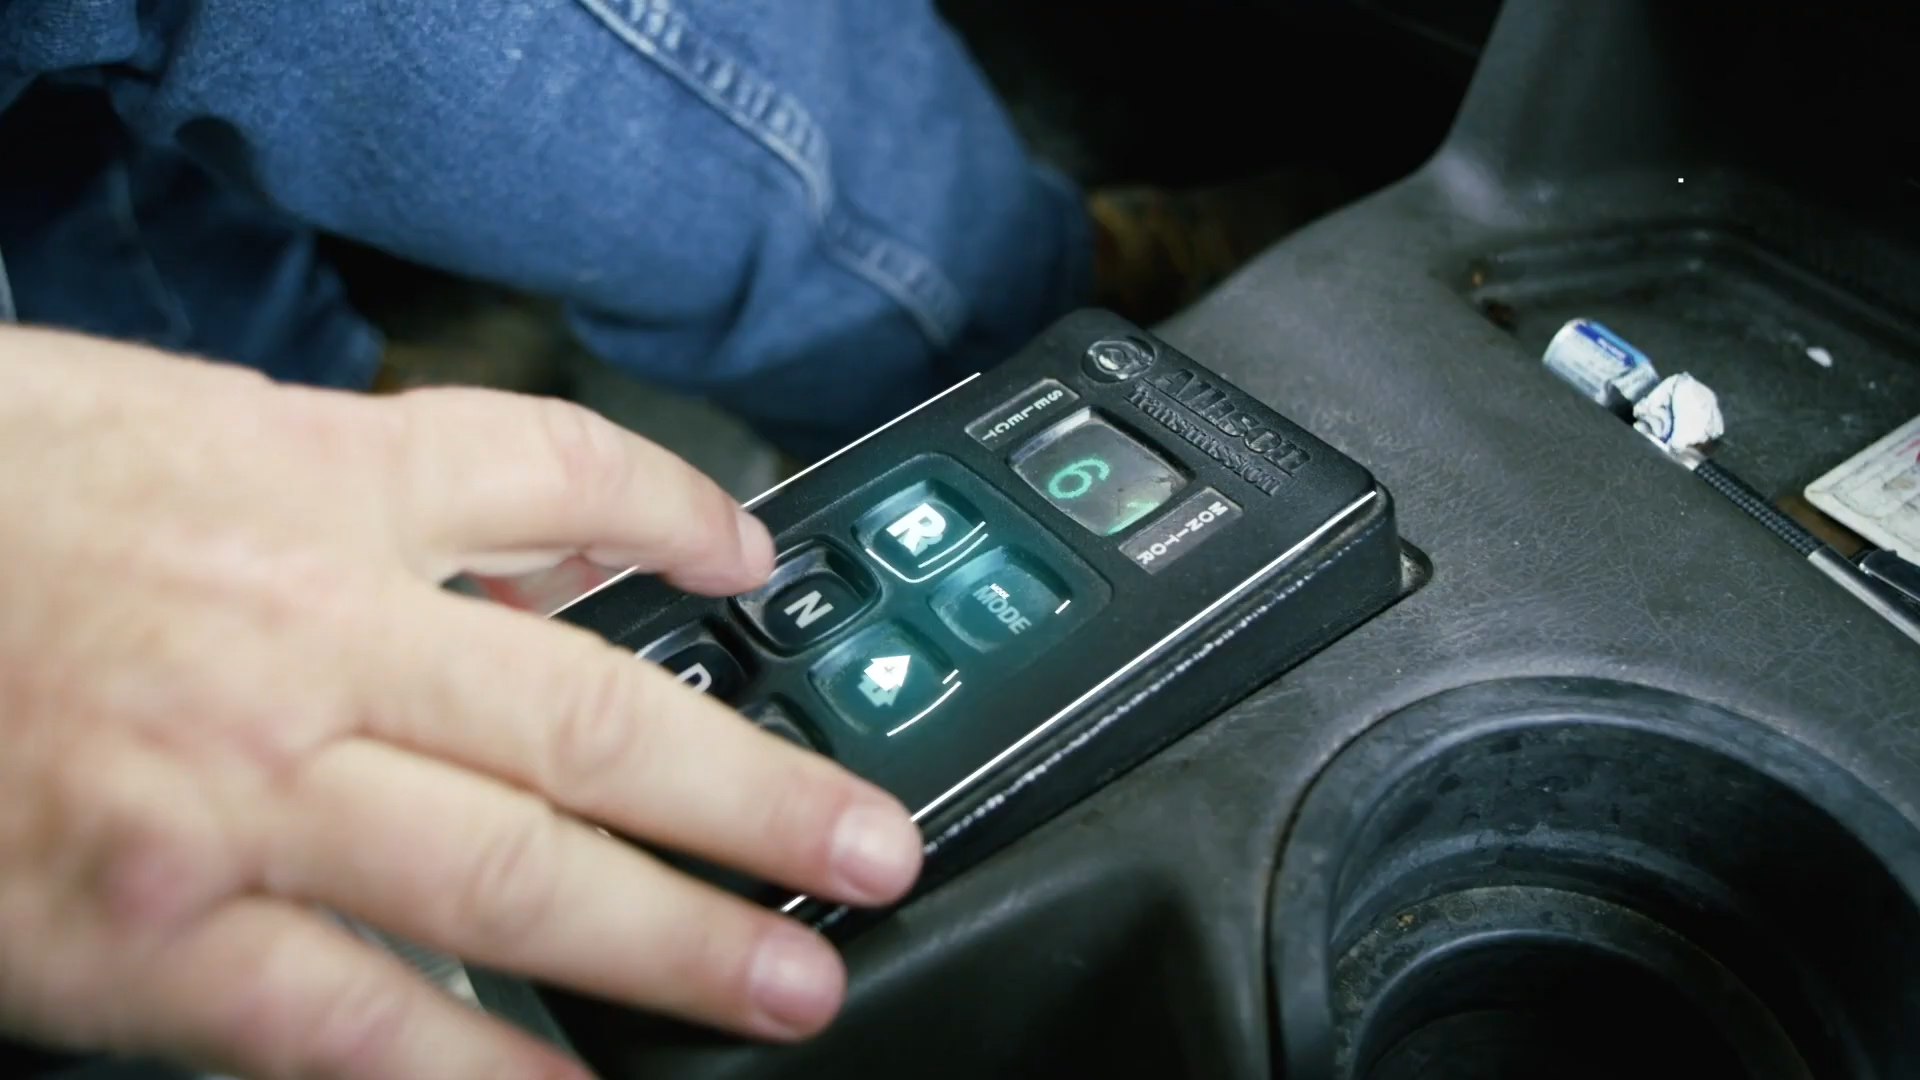 Allison
Transmission
SELECT
6
MONITOR
R
MODE
N
D